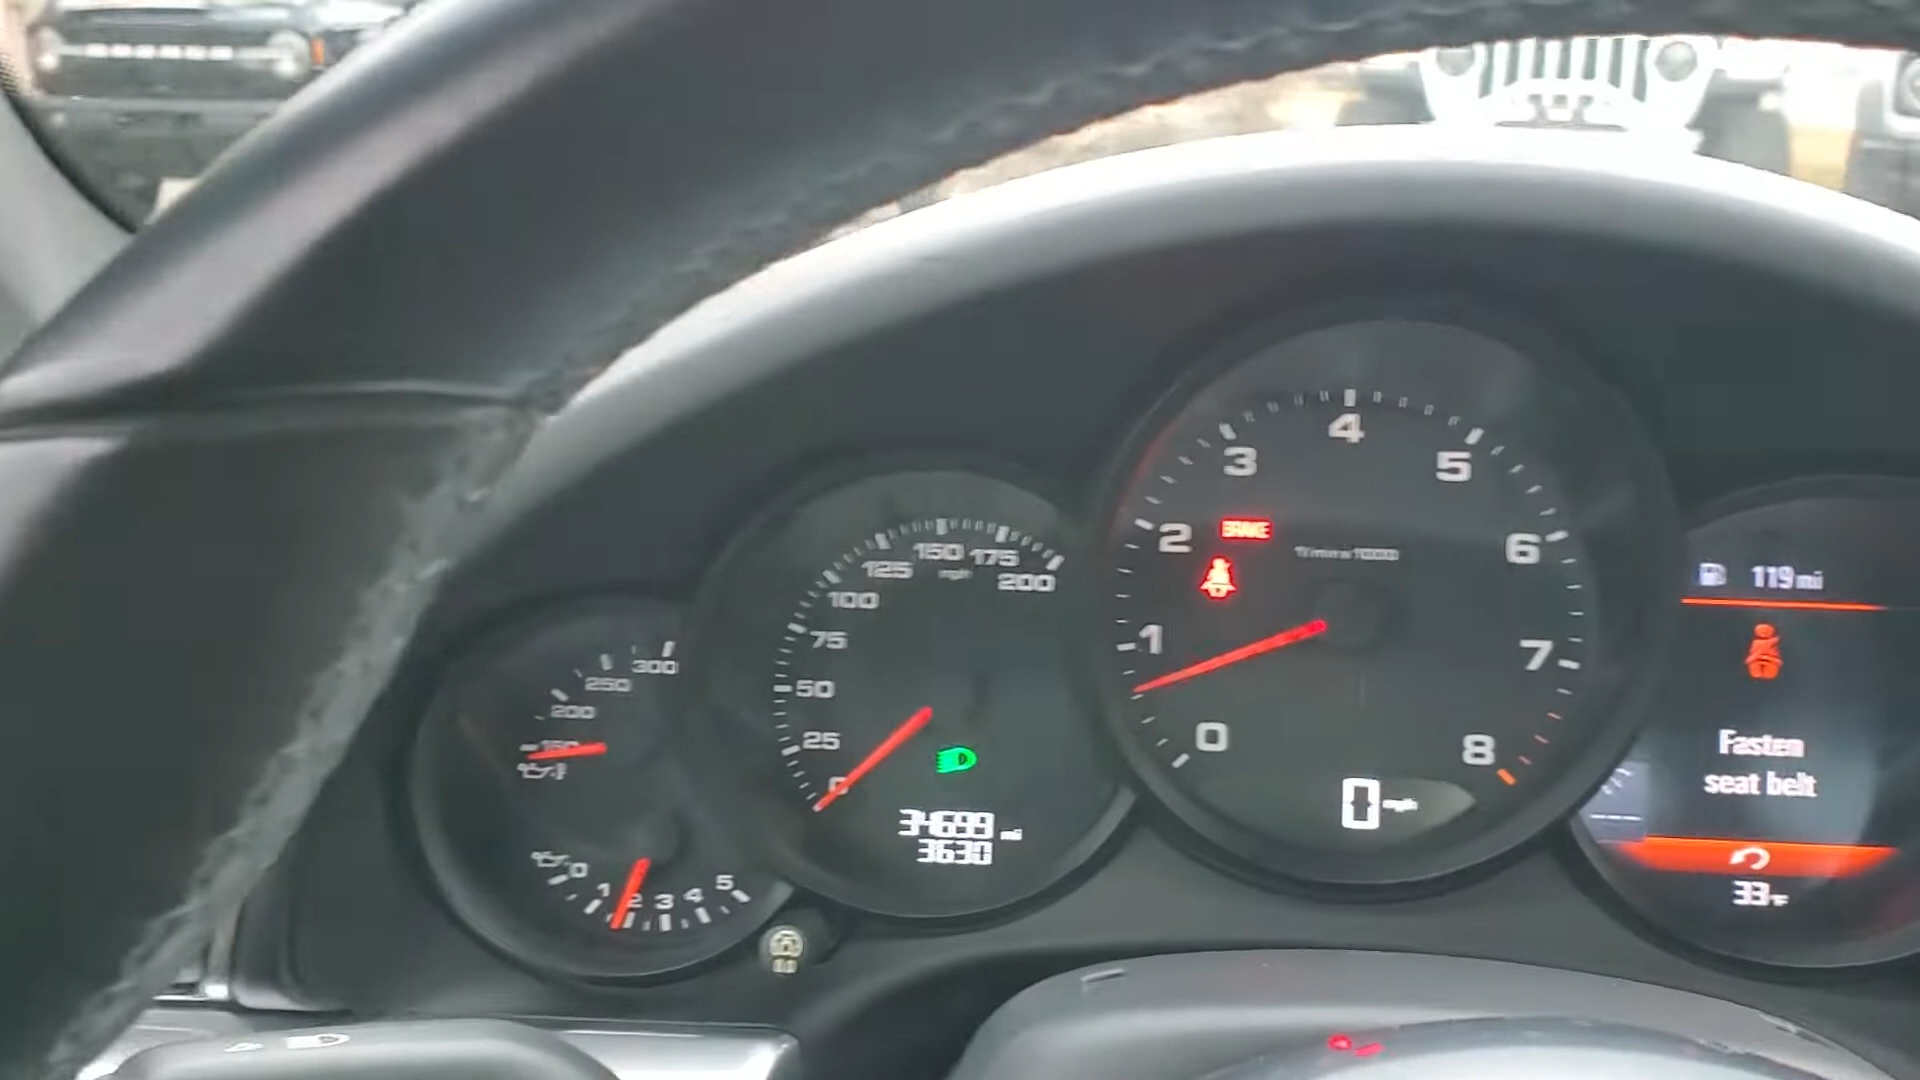 300
250
200
150
0 1 2 3 4 5
0 25 50 75 100 125 150 175 200
mph
34699 mi
3630
0 1 2 3 4 5 6 7 8
BRAKE
1/min x 1000
0 mph
119 mi
Fasten
seat belt
33°F